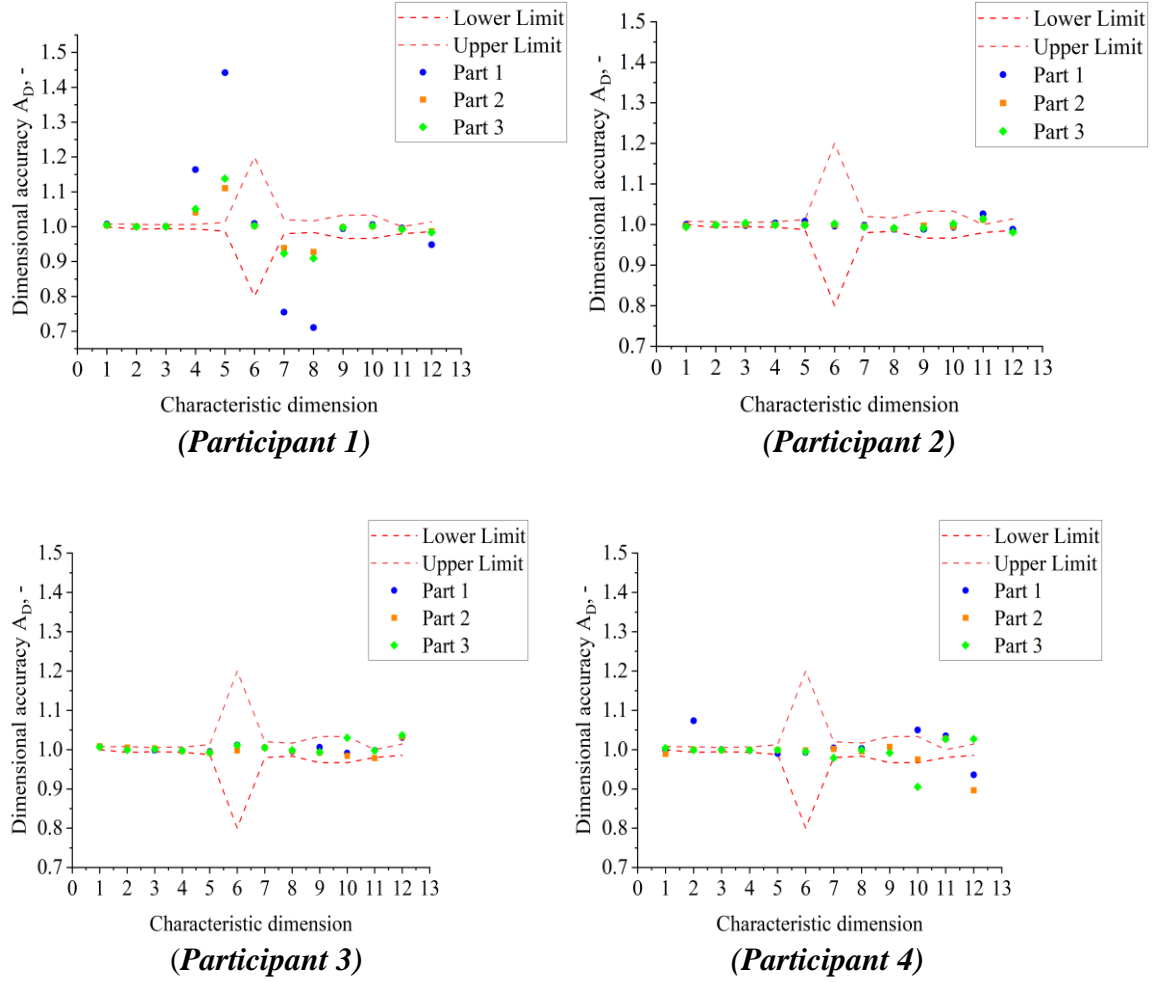 Lower Limit
Upper Limit
Part 1
Part 2
Part 3
Dimensional accuracy A_D, -
1.5
1.4
1.3
1.2
1.1
1.0
0.9
0.8
0.7
0 1 2 3 4 5 6 7 8 9 10 11 12 13
Characteristic dimension
(Participant 1)
Lower Limit
Upper Limit
Part 1
Part 2
Part 3
Dimensional accuracy A_D, -
1.5
1.4
1.3
1.2
1.1
1.0
0.9
0.8
0.7
0 1 2 3 4 5 6 7 8 9 10 11 12 13
Characteristic dimension
(Participant 2)
Lower Limit
Upper Limit
Part 1
Part 2
Part 3
Dimensional accuracy A_D, -
1.5
1.4
1.3
1.2
1.1
1.0
0.9
0.8
0.7
0 1 2 3 4 5 6 7 8 9 10 11 12 13
Characteristic dimension
(Participant 3)
Lower Limit
Upper Limit
Part 1
Part 2
Part 3
Dimensional accuracy A_D, -
1.5
1.4
1.3
1.2
1.1
1.0
0.9
0.8
0.7
0 1 2 3 4 5 6 7 8 9 10 11 12 13
Characteristic dimension
(Participant 4)